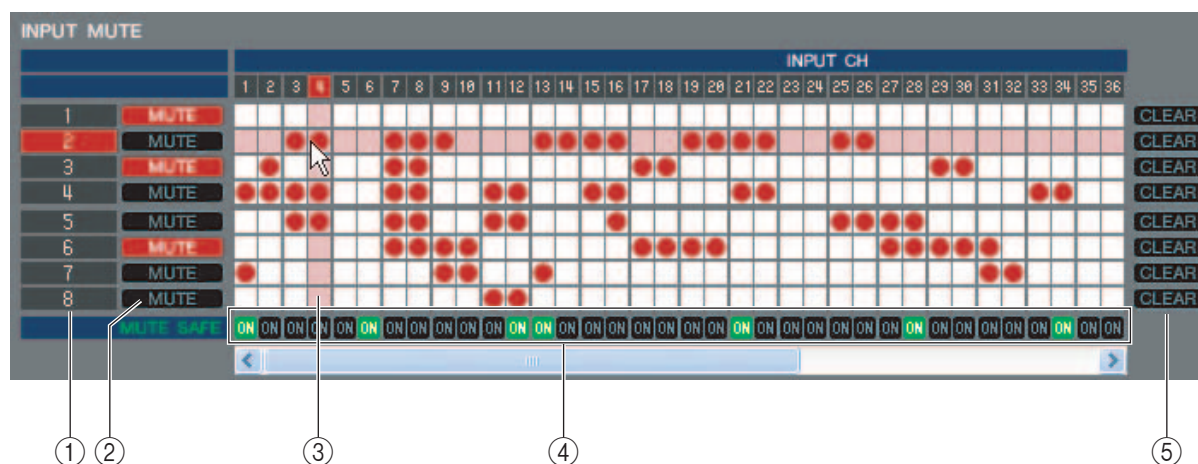 INPUT MUTE
INPUT CH
1 2 3 4 5 6 7 8 9 10 11 12 13 14 15 16 17 18 19 20 21 22 23 24 25 26 27 28 29 30 31 32 33 34 35 36
1 MUTE CLEAR
2 MUTE CLEAR
3 MUTE CLEAR
4 MUTE CLEAR
5 MUTE CLEAR
6 MUTE CLEAR
7 MUTE CLEAR
8 MUTE CLEAR
MUTE SAFE ON ON ON ON ON ON ON ON ON ON ON ON ON ON ON ON ON ON ON ON ON ON ON ON ON ON ON ON ON ON ON ON ON ON ON ON
① ② ③ ④ ⑤